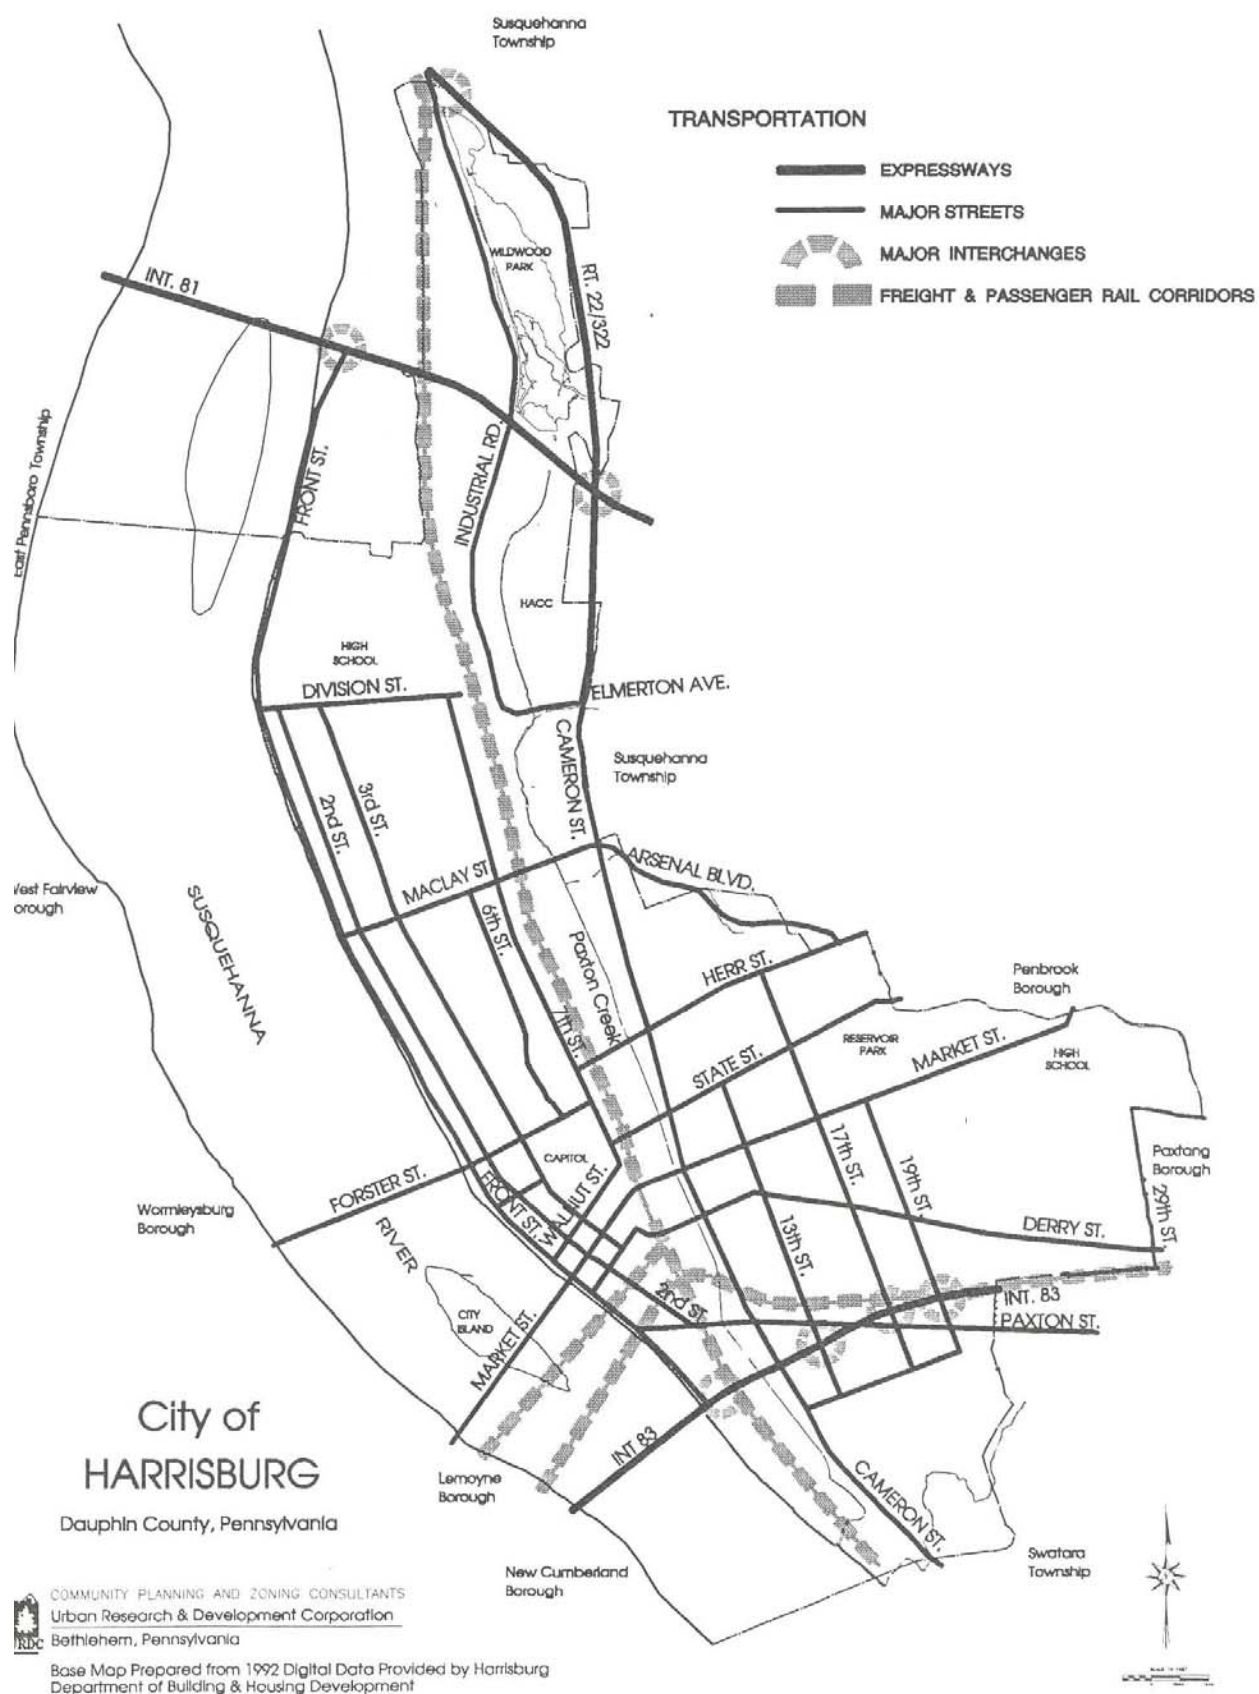 Susquehanna
Township
TRANSPORTATION
EXPRESSWAYS
MAJOR STREETS
MAJOR INTERCHANGES
FREIGHT & PASSENGER RAIL CORRIDORS
WILDWOOD
PARK
INT. 81
RT. 22/322
East Pennsboro Township
FRONT ST.
INDUSTRIAL RD.
HACC
HIGH
SCHOOL
DIVISION ST.
ELMERTON AVE.
CAMERON ST.
Susquehanna
Township
3rd ST.
2nd ST.
MACLAY ST
ARSENAL BLVD.
West Fairview
orough
SUSQUEHANNA
6th ST.
Paxton Creek
HERR ST.
Penbrook
Borough
7th ST.
STATE ST.
RESERVOIR
PARK
MARKET ST.
HIGH
SCHOOL
CAPITOL
17th ST.
19th ST.
Paxtang
Borough
FORSTER ST.
FRONT ST.
WALNUT ST.
29th ST.
Wormleysburg
Borough
RIVER
13th ST.
DERRY ST.
2nd ST.
INT. 83
PAXTON ST.
CITY
ISLAND
MARKET ST.
City of
HARRISBURG
Dauphin County, Pennsylvania
INT. 83
Lemoyne
Borough
CAMERON ST.
New Cumberland
Borough
Swatara
Township
COMMUNITY PLANNING AND ZONING CONSULTANTS
Urban Research & Development Corporation
URDC
Bethlehem, Pennsylvania
Base Map Prepared from 1992 Digital Data Provided by Harrisburg
Department of Building & Housing Development